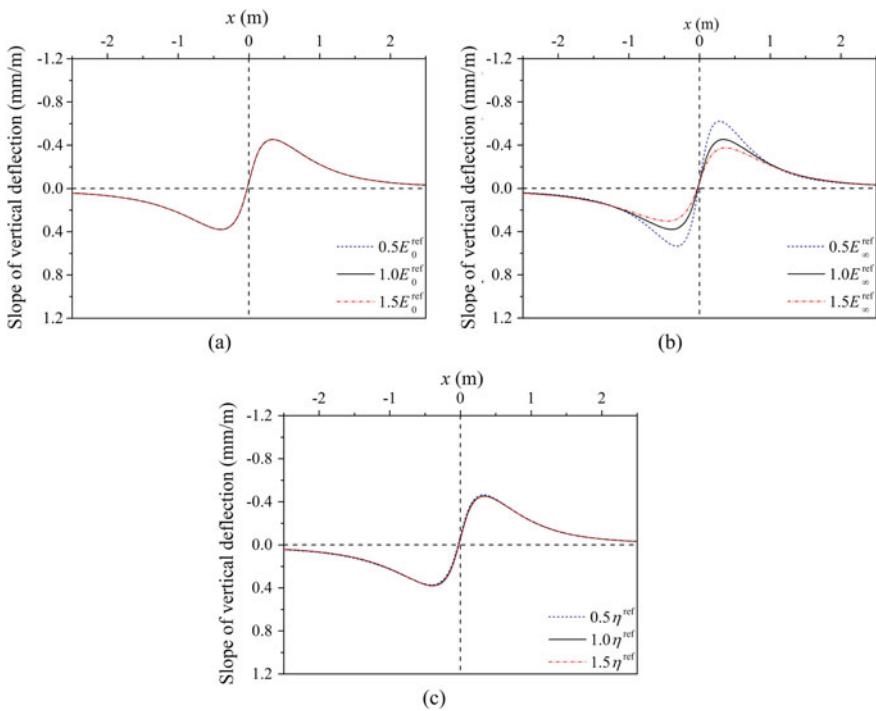 x (m)
-2 -1 0 1 2
-1.2
-0.8
-0.4
0.0
0.4
0.8
1.2
Slope of vertical deflection (mm/m)
0.5E₀ʳᵉᶠ
1.0E₀ʳᵉᶠ
1.5E₀ʳᵉᶠ
(a)
x (m)
-2 -1 0 1 2
-1.2
-0.8
-0.4
0.0
0.4
0.8
1.2
Slope of vertical deflection (mm/m)
0.5E∞ʳᵉᶠ
1.0E∞ʳᵉᶠ
1.5E∞ʳᵉᶠ
(b)
x (m)
-2 -1 0 1 2
-1.2
-0.8
-0.4
0.0
0.4
0.8
1.2
Slope of vertical deflection (mm/m)
0.5ηʳᵉᶠ
1.0ηʳᵉᶠ
1.5ηʳᵉᶠ
(c)